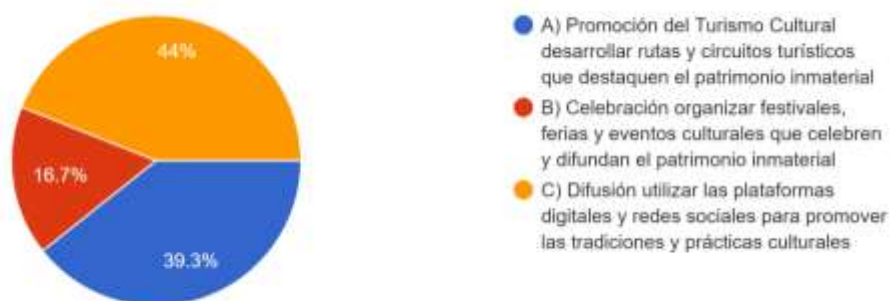 44%
16.7%
39.3%
A) Promoción del Turismo Cultural
desarrollar rutas y circuitos turísticos
que destaquen el patrimonio inmaterial
B) Celebración organizar festivales,
ferias y eventos culturales que celebren
y difundan el patrimonio inmaterial
C) Difusión utilizar las plataformas
digitales y redes sociales para promover
las tradiciones y prácticas culturales